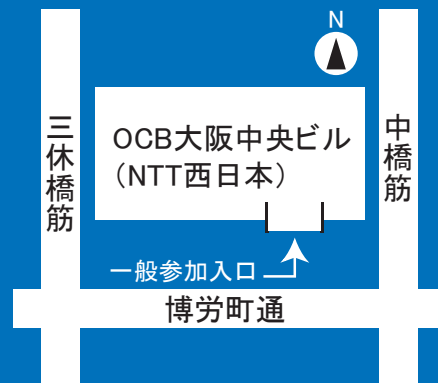 N
三休橋筋
OCB大阪中央ビル
（NTT西日本）
中橋筋
一般参加入口
博労町通